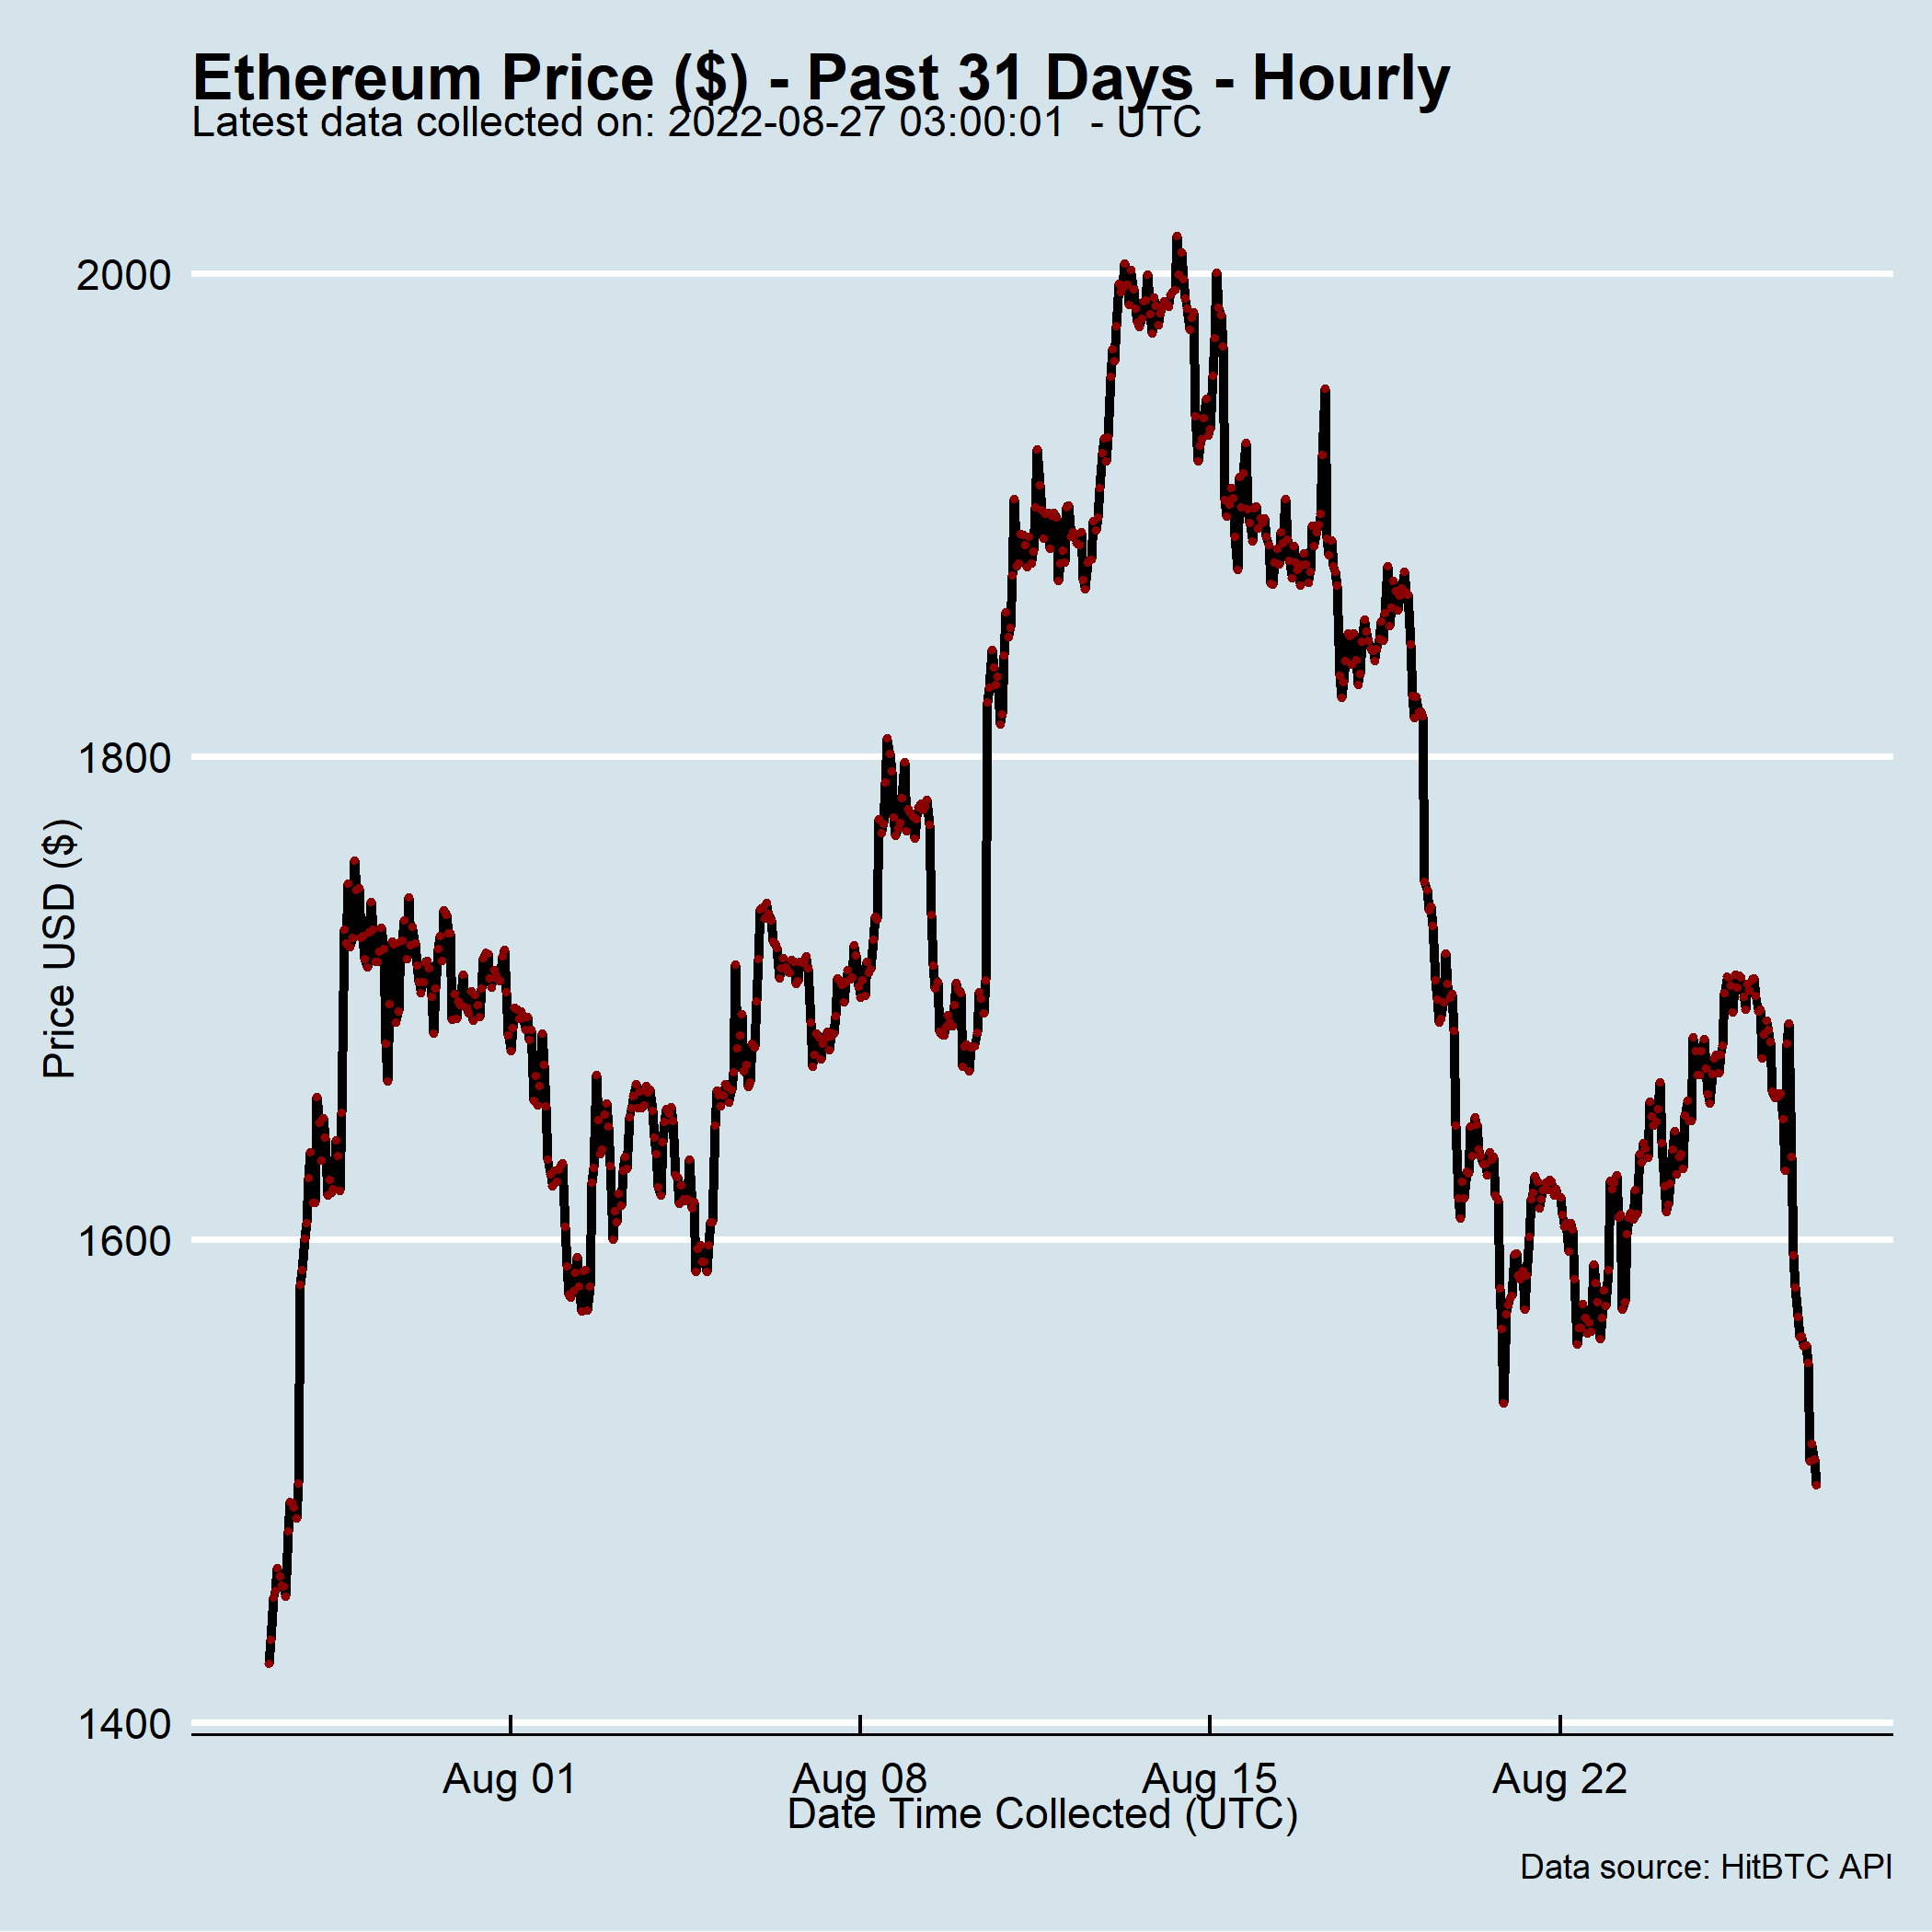 Ethereum Price ($) - Past 31 Days - Hourly
Latest data collected on: 2022-08-27 03:00:01  - UTC
2000
1800
1600
1400
Price USD ($)
Aug 01 Aug 08 Aug 15 Aug 22
Date Time Collected (UTC)
Data source: HitBTC API